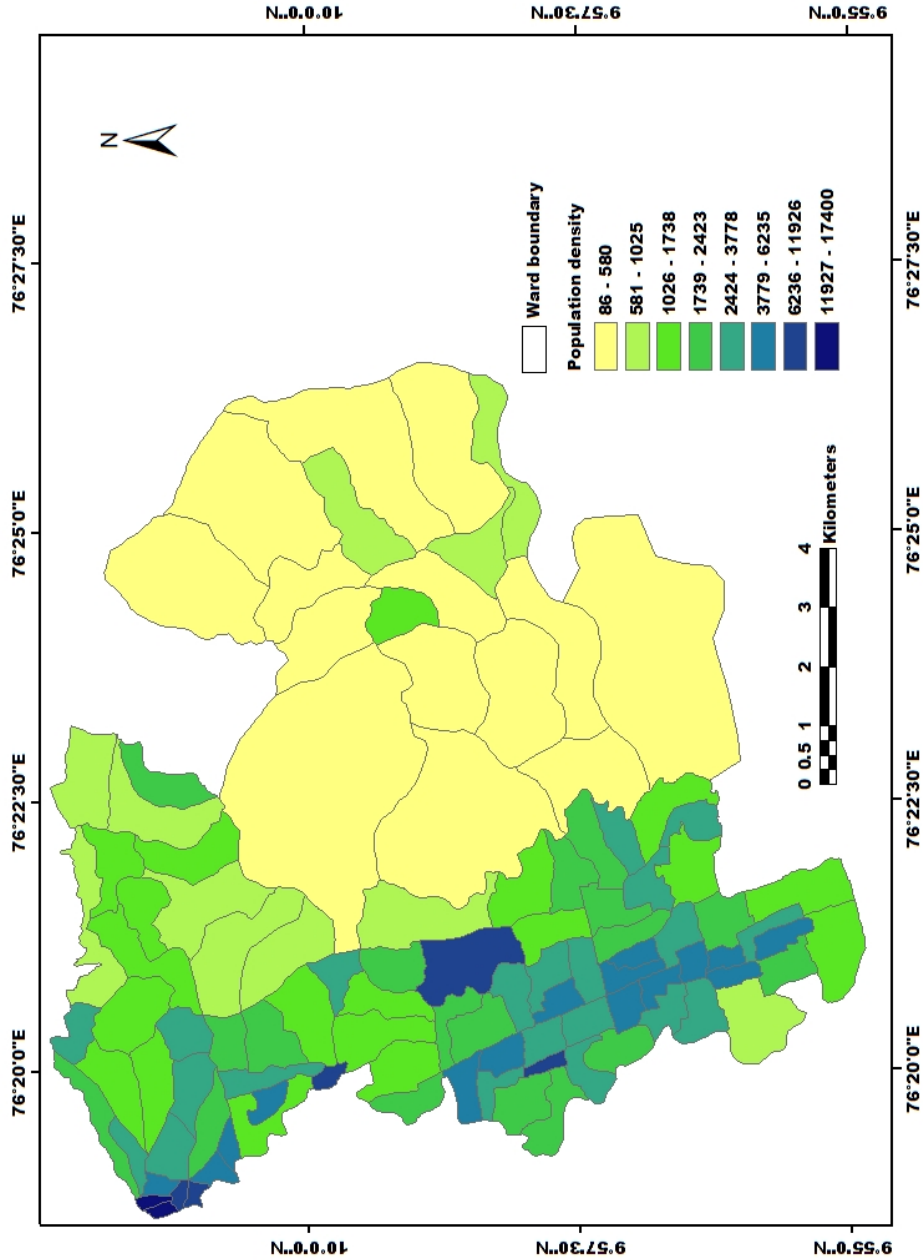 76°20'0"E 76°22'30"E 76°25'0"E 76°27'30"E
10°0'0"N
9°57'30"N
9°55'0"N
N
Ward boundary
Population density
86 - 580
581 - 1025
1026 - 1738
1739 - 2423
2424 - 3778
3779 - 6235
6236 - 11926
11927 - 17400
0 0.5 1 2 3 4
Kilometers
10°0'0"N
9°57'30"N
9°55'0"N
76°20'0"E 76°22'30"E 76°25'0"E 76°27'30"E